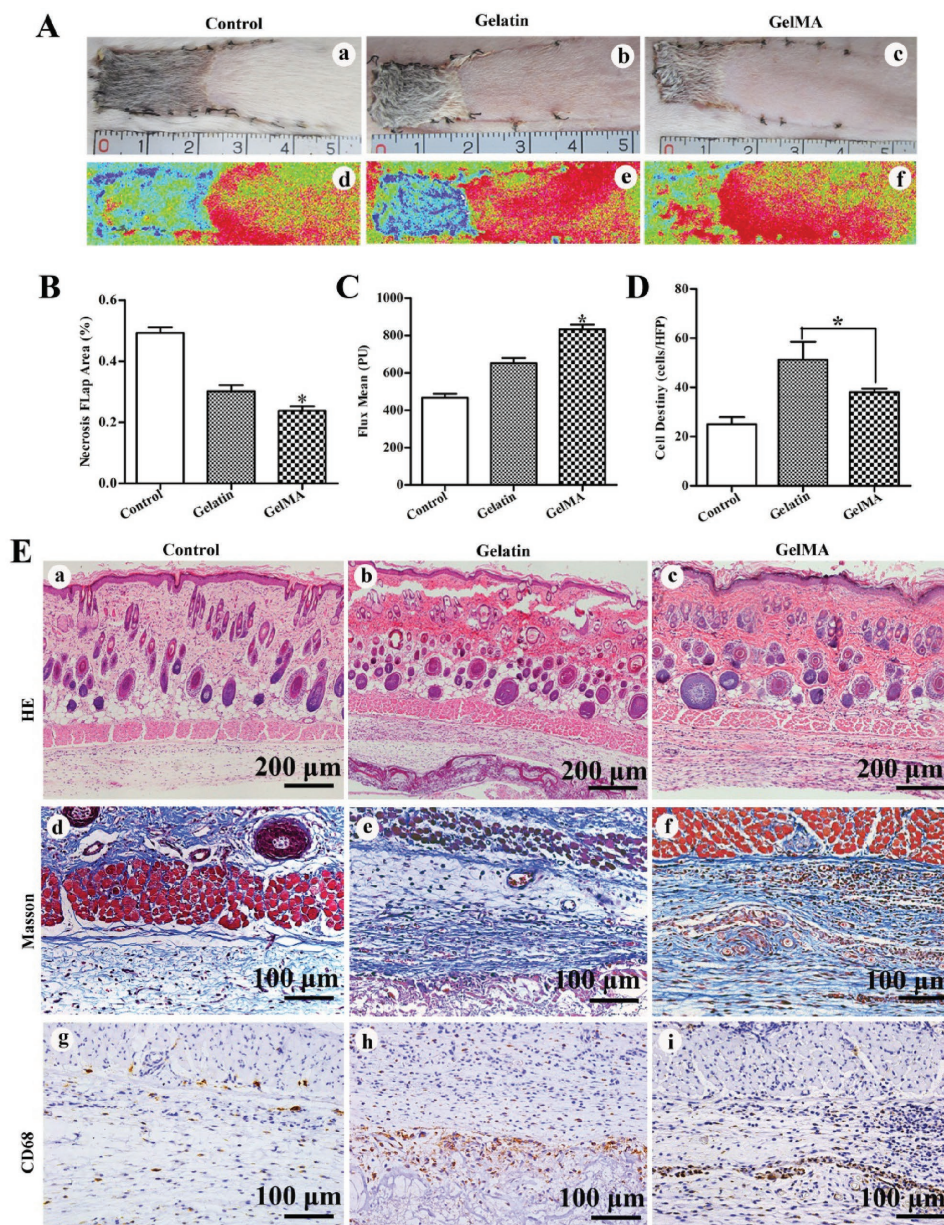 A
Control
Gelatin
GelMA
a
b
c
0 1 2 3 4 5
0 1 2 3 4 5
0 1 2 3 4 5
d
e
f
B
Necrosis FLap Area (%)
0.6
0.4
0.2
0.0
*
Control
Gelatin
GelMA
C
Flux Mean (PU)
1000
800
600
400
200
0
*
Control
Gelatin
GelMA
D
Cell Destiny (cells/HFP)
80
60
40
20
0
*
Control
Gelatin
GelMA
E
Control
Gelatin
GelMA
HE
a
b
c
200 μm
200 μm
200 μm
Masson
d
e
f
100 μm
100 μm
100 μm
CD68
g
h
i
100 μm
100 μm
100 μm